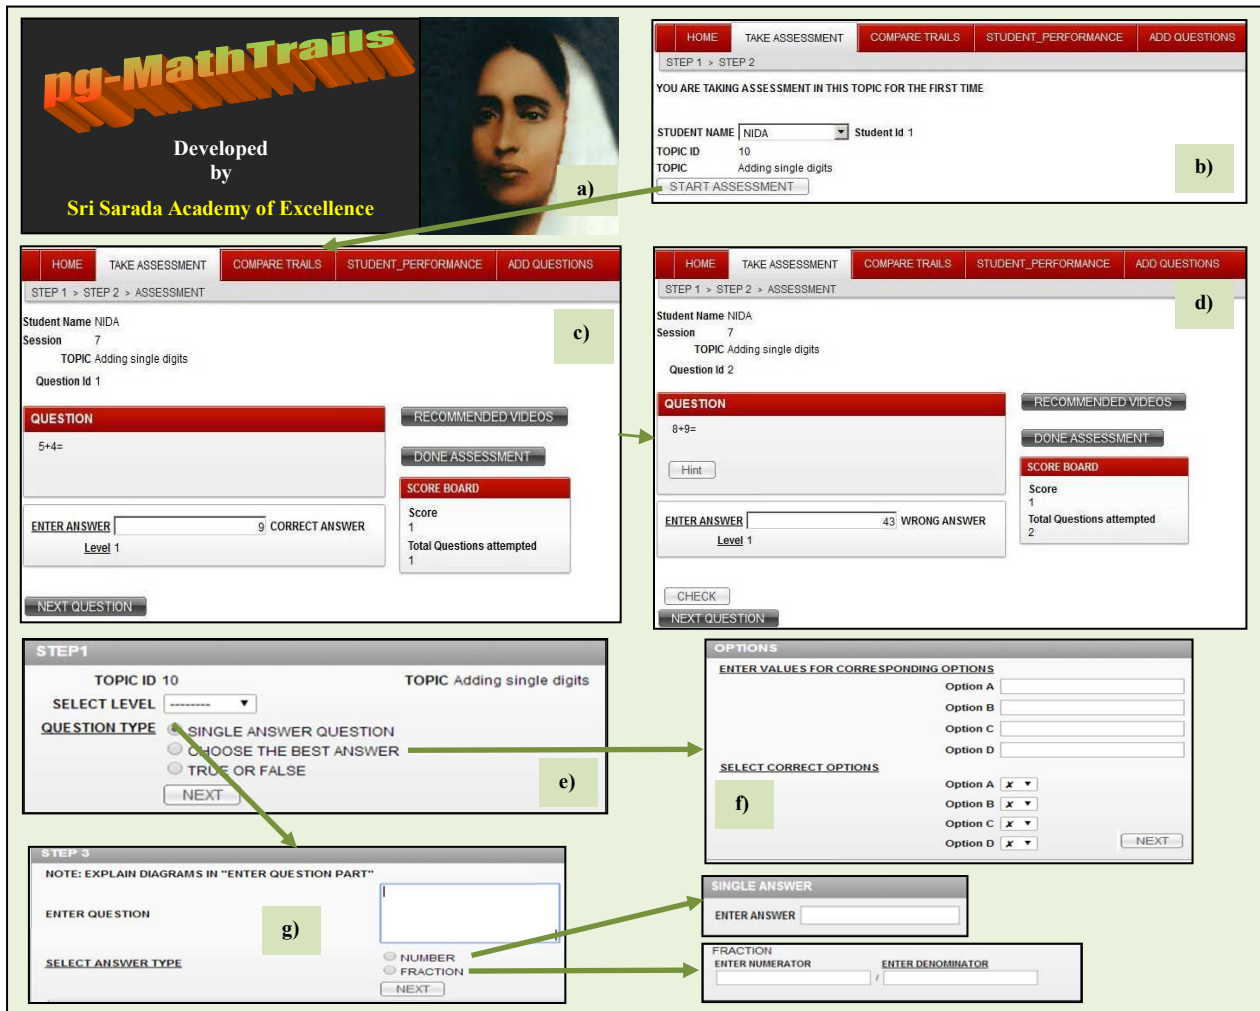 pg-MathTrails
Developed
by
Sri Sarada Academy of Excellence
a)
HOME TAKE ASSESSMENT COMPARE TRAILS STUDENT_PERFORMANCE ADD QUESTIONS
STEP 1 > STEP 2
YOU ARE TAKING ASSESSMENT IN THIS TOPIC FOR THE FIRST TIME
STUDENT NAME NIDA Student Id 1
TOPIC ID 10
TOPIC Adding single digits
START ASSESSMENT
b)
HOME TAKE ASSESSMENT COMPARE TRAILS STUDENT_PERFORMANCE ADD QUESTIONS
STEP 1 > STEP 2 > ASSESSMENT
Student Name NIDA
Session 7
TOPIC Adding single digits
Question Id 1
c)
QUESTION
5+4=
RECOMMENDED VIDEOS
DONE ASSESSMENT
ENTER ANSWER 9 CORRECT ANSWER
Level 1
SCORE BOARD
Score
1
Total Questions attempted
1
NEXT QUESTION
HOME TAKE ASSESSMENT COMPARE TRAILS STUDENT_PERFORMANCE ADD QUESTIONS
STEP 1 > STEP 2 > ASSESSMENT
d)
Student Name NIDA
Session 7
TOPIC Adding single digits
Question Id 2
QUESTION
8+9=
Hint
RECOMMENDED VIDEOS
DONE ASSESSMENT
ENTER ANSWER 43 WRONG ANSWER
Level 1
SCORE BOARD
Score
1
Total Questions attempted
2
CHECK
NEXT QUESTION
STEP1
TOPIC ID 10 TOPIC Adding single digits
SELECT LEVEL --------
QUESTION TYPE SINGLE ANSWER QUESTION
CHOOSE THE BEST ANSWER
TRUE OR FALSE
NEXT
e)
OPTIONS
ENTER VALUES FOR CORRESPONDING OPTIONS
Option A
Option B
Option C
Option D
SELECT CORRECT OPTIONS
Option A x
Option B x
Option C x
Option D x
NEXT
f)
STEP 3
NOTE: EXPLAIN DIAGRAMS IN "ENTER QUESTION PART"
ENTER QUESTION
g)
SELECT ANSWER TYPE NUMBER
FRACTION
NEXT
SINGLE ANSWER
ENTER ANSWER
FRACTION
ENTER NUMERATOR ENTER DENOMINATOR
/